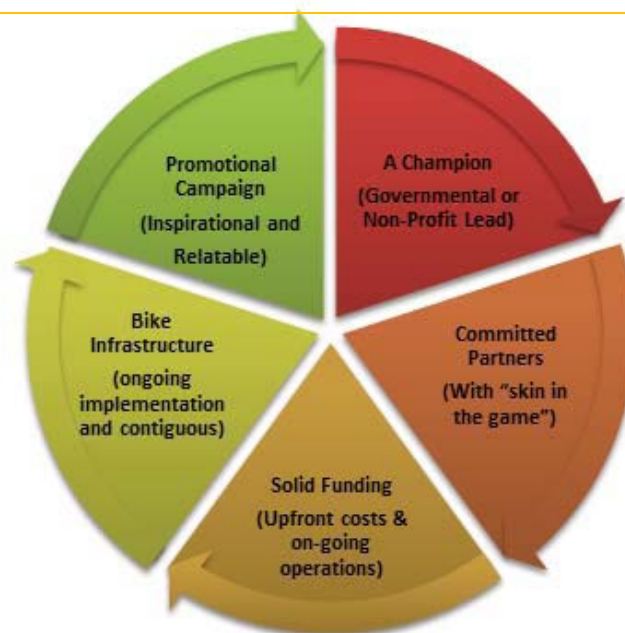 A Champion
(Governmental or
Non-Profit Lead)
Committed
Partners
(With “skin in
the game”)
Solid Funding
(Upfront costs &
on-going
operations)
Bike
Infrastructure
(ongoing
implementation
and contiguous)
Promotional
Campaign
(Inspirational and
Relatable)